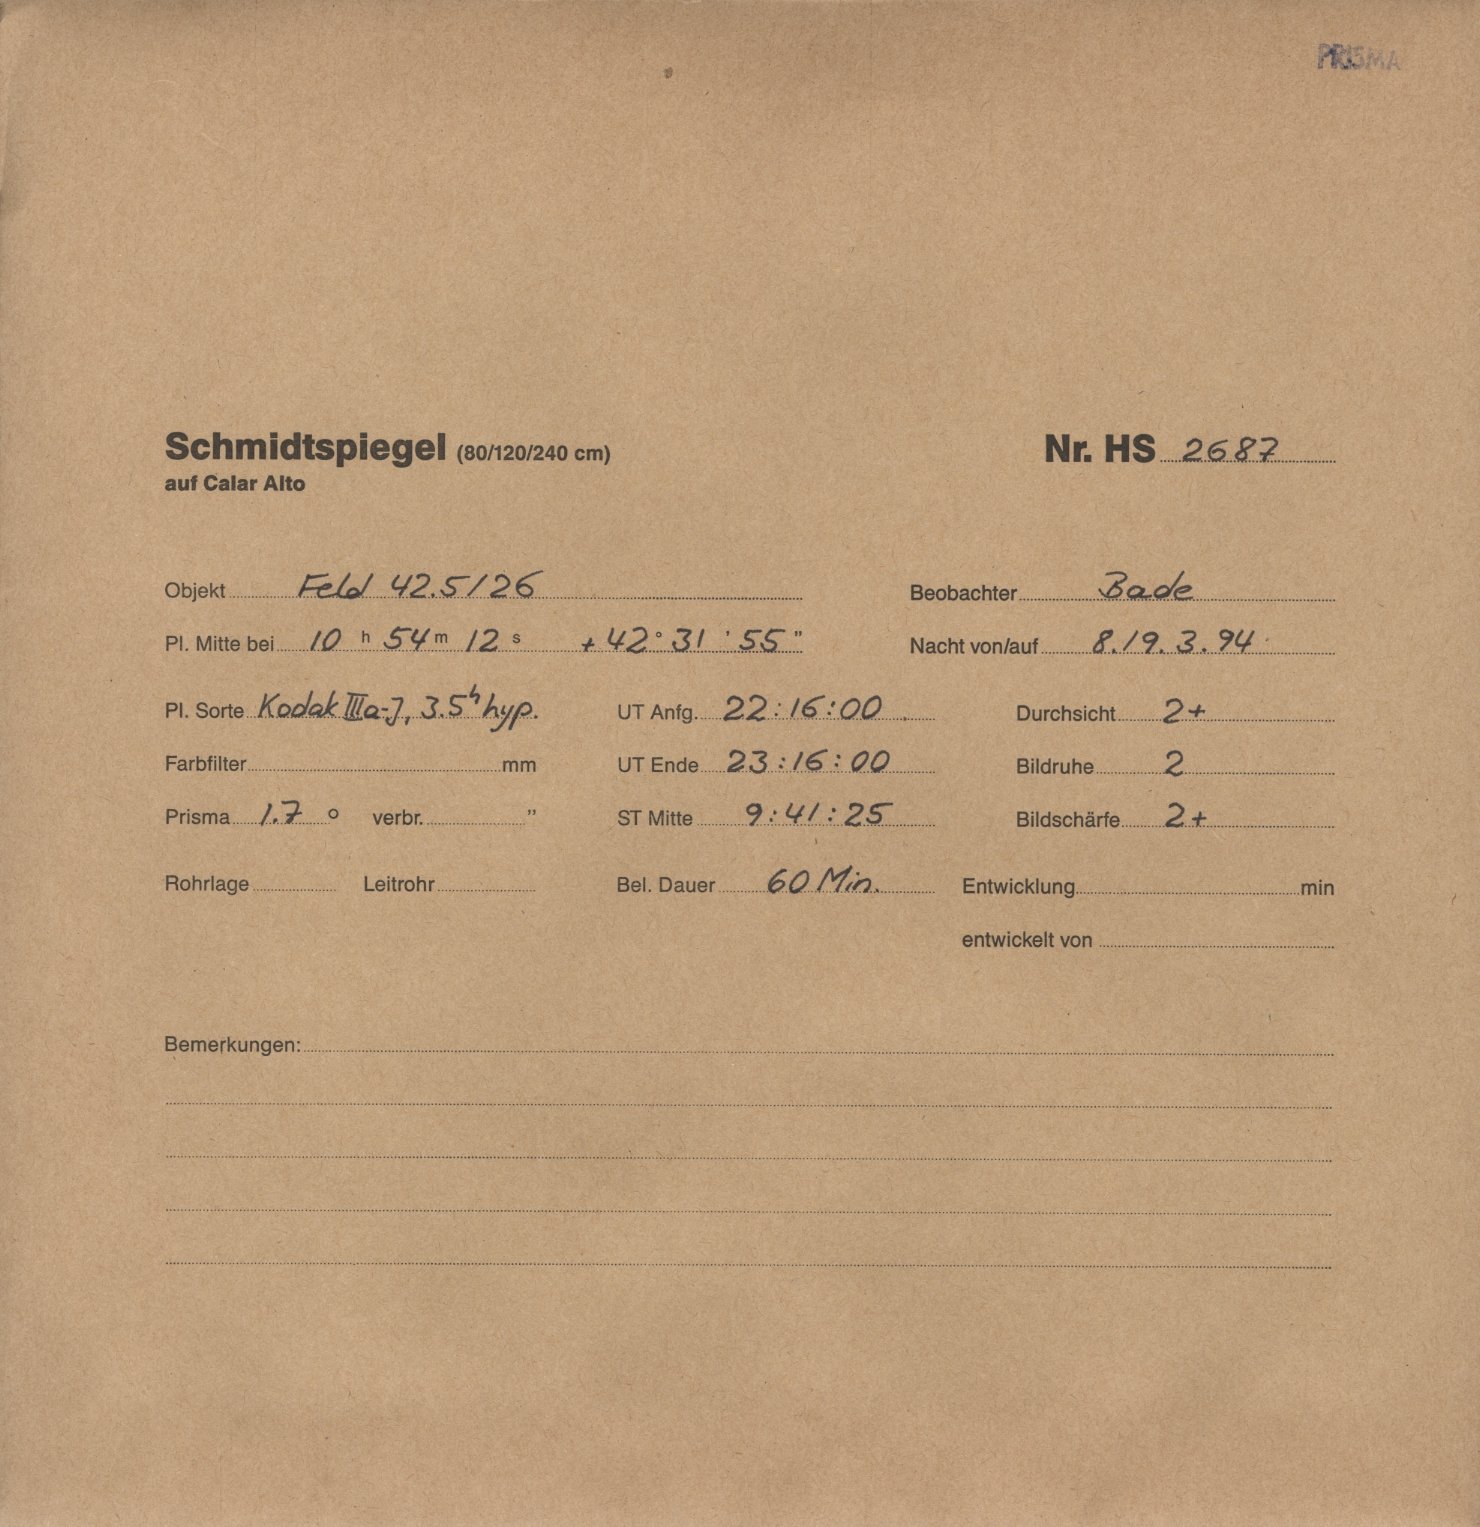 PRISMA
Schmidtspiegel (80/120/240 cm) Nr. HS 2687
auf Calar Alto
Objekt Feld 42.5/26 Beobachter Bade
Pl. Mitte bei 10 h 54 m 12 s +42° 31 ' 55 " Nacht von/auf 8./9. 3. 94
Pl. Sorte Kodak IIIa-J, 3.5h hyp. UT Anfg. 22:16:00 Durchsicht 2+
Farbfilter mm UT Ende 23:16:00 Bildruhe 2
Prisma 1.7 ° verbr. " ST Mitte 9:41:25 Bildschärfe 2+
Rohrlage Leitrohr Bel. Dauer 60 Min. Entwicklung min
entwickelt von
Bemerkungen: